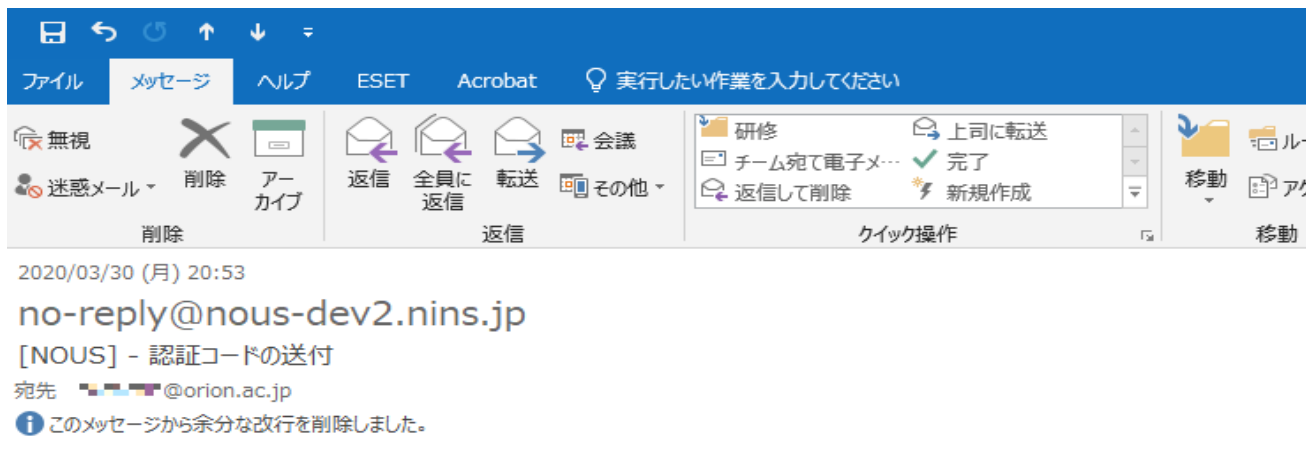 ファイル メッセージ ヘルプ ESET Acrobat 実行したい作業を入力してください
無視
迷惑メール
削除
アー
カイブ
削除
返信
全員に
返信
転送
会議
その他
返信
研修
チーム宛て電子メ…
返信して削除
上司に転送
完了
新規作成
クイック操作
移動
ルー
アク
移動
2020/03/30 (月) 20:53
no-reply@nous-dev2.nins.jp
[NOUS] - 認証コードの送付
宛先 @orion.ac.jp
このメッセージから余分な改行を削除しました。